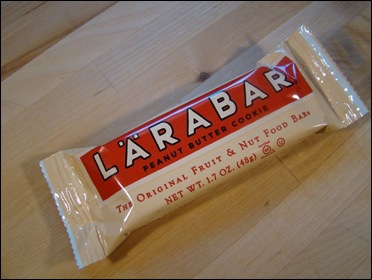 LÄRABAR
PEANUT BUTTER COOKIE
The Original Fruit & Nut Food Bar
NET WT. 1.7 OZ. (48g)